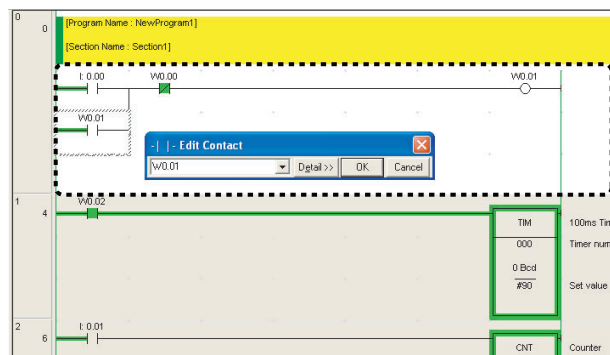 0
0
[Program Name : NewProgram1]
[Section Name : Section1]
I: 0.00
W0.00
W0.01
W0.01
-| |- Edit Contact
W0.01
Detail >>
OK
Cancel
1
4
W0.02
TIM
100ms Tim
000
Timer num
0 Bcd
#90
Set value
2
6
I: 0.01
CNT
Counter